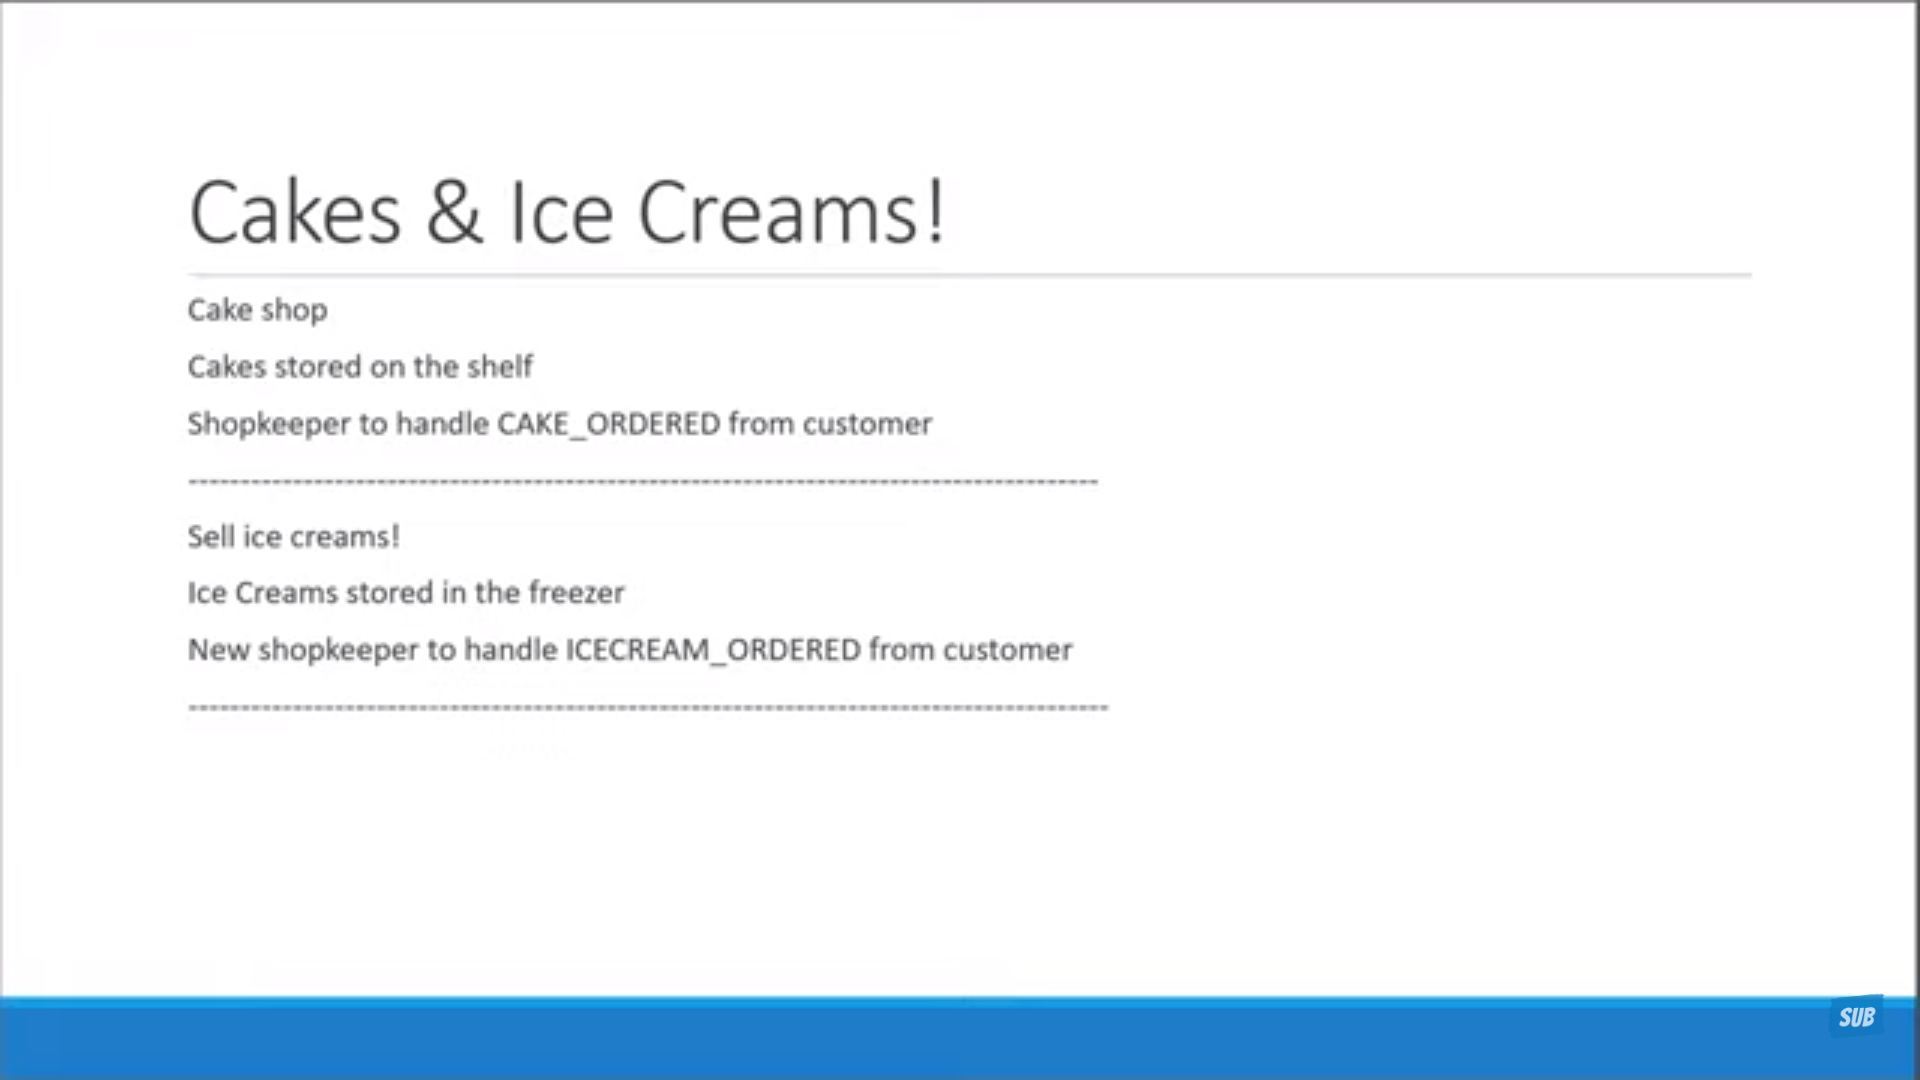 Cakes & Ice Creams!
Cake shop
Cakes stored on the shelf
Shopkeeper to handle CAKE_ORDERED from customer
---------------------------------------------------------------------------------------
Sell ice creams!
Ice Creams stored in the freezer
New shopkeeper to handle ICECREAM_ORDERED from customer
----------------------------------------------------------------------------------------
SUB